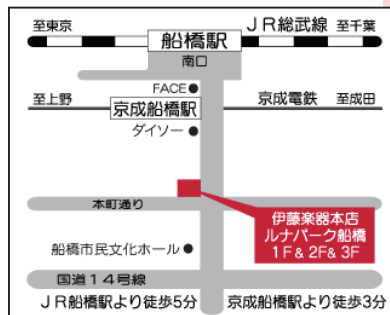 至東京
船橋駅
JR総武線
至千葉
南口
FACE●
至上野
京成船橋駅
京成電鉄
至成田
ダイソー●
本町通り
伊藤楽器本店
ルナパーク船橋
1F & 2F & 3F
船橋市民文化ホール●
国道14号線
JR船橋駅より徒歩5分
京成船橋駅より徒歩3分